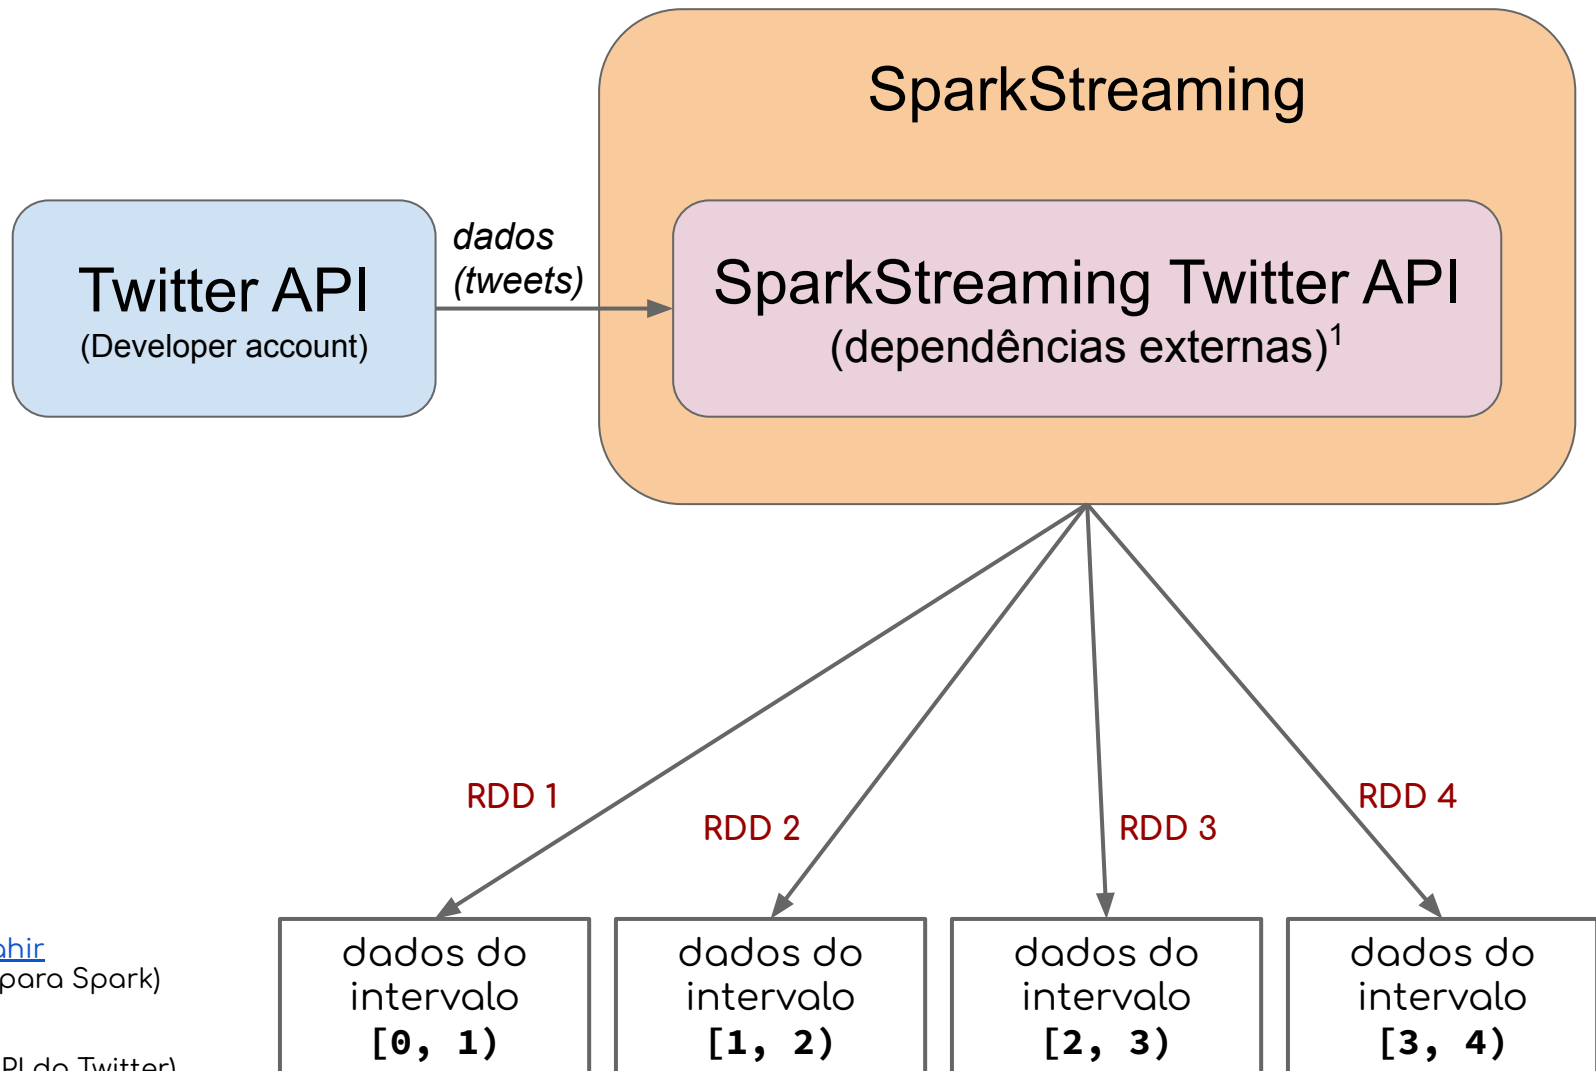 SparkStreaming
dados
(tweets)
Twitter API
(Developer account)
SparkStreaming Twitter API
(dependências externas)¹
RDD 1
RDD 2
RDD 3
RDD 4
para Spark)
do Twitter)
dados do
intervalo
[0, 1)
dados do
intervalo
[1, 2)
dados do
intervalo
[2, 3)
dados do
intervalo
[3, 4)